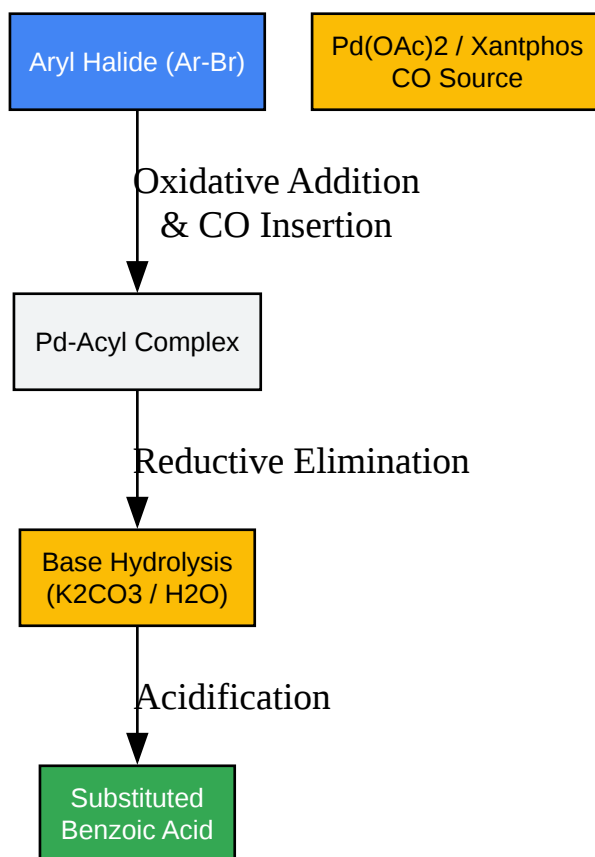 Aryl Halide (Ar-Br)
Pd(OAc)2 / Xantphos
CO Source
Oxidative Addition
& CO Insertion
Pd-Acyl Complex
Reductive Elimination
Base Hydrolysis
(K2CO3 / H2O)
Acidification
Substituted
Benzoic Acid